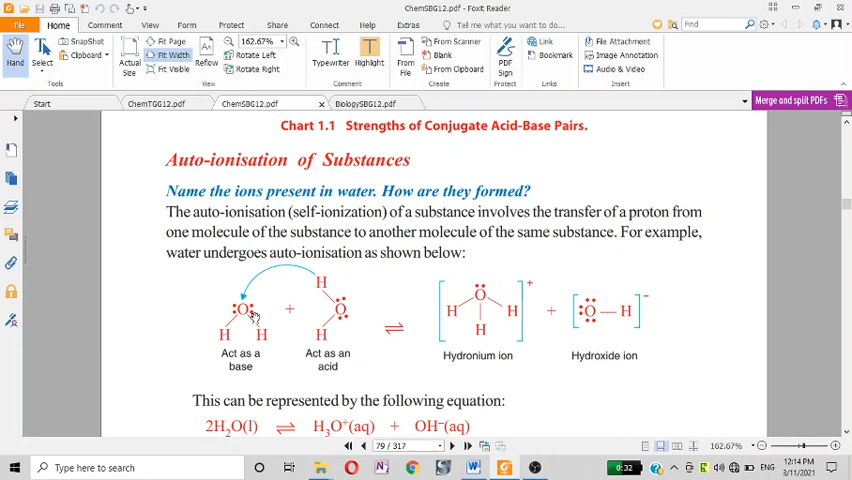 ChemSBG12.pdf - Foxit Reader
File Home Comment View Form Protect Share Connect Help Extras Tell me what you want to do... Find
Hand
Select
SnapShot
Clipboard
Actual Size
Fit Page
Fit Width
Fit Visible
Reflow
162.67%
Rotate Left
Rotate Right
Typewriter
Highlight
From File
From Scanner
Blank
From Clipboard
PDF Sign
Link
Bookmark
File Attachment
Image Annotation
Audio & Video
Tools View Comment Create Protect Links Insert
Start ChemTGG12.pdf ChemSBG12.pdf BiologySBG12.pdf Merge and split PDFs
Chart 1.1 Strengths of Conjugate Acid-Base Pairs.
Auto-ionisation of Substances
Name the ions present in water. How are they formed?
The auto-ionisation (self-ionization) of a substance involves the transfer of a proton from
one molecule of the substance to another molecule of the same substance. For example,
water undergoes auto-ionisation as shown below:
H
O + O ⇌ [O]+ + [O — H]−
H H H H H H
Act as a base
Act as an acid
Hydronium ion
Hydroxide ion
This can be represented by the following equation:
2H₂O(l) ⇌ H₃O⁺(aq) + OH⁻(aq)
79 / 317 162.67%
Type here to search 0:32 ENG 12:14 PM 3/11/2021